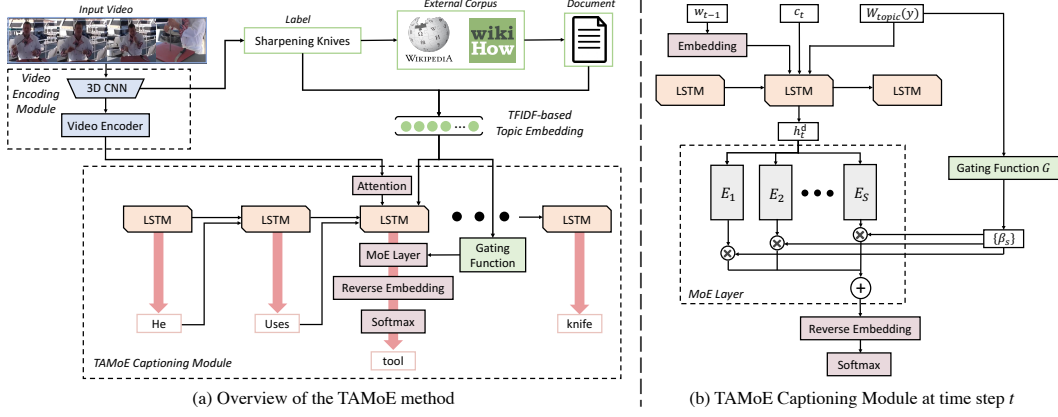 Input Video
Label
External Corpus
Document
Sharpening Knives
WIKIPEDIA
wiki
How
Video
Encoding
Module
3D CNN
Video Encoder
TFIDF-based
Topic Embedding
Attention
LSTM
LSTM
LSTM
LSTM
MoE Layer
Gating
Function
Reverse Embedding
Softmax
He
Uses
tool
knife
TAMoE Captioning Module
(a) Overview of the TAMoE method
w_{t−1}
c_t
W_{topic}(y)
Embedding
LSTM
LSTM
LSTM
h_t^d
E_1
E_2
E_S
Gating Function G
{β_s}
MoE Layer
Reverse Embedding
Softmax
(b) TAMoE Captioning Module at time step t